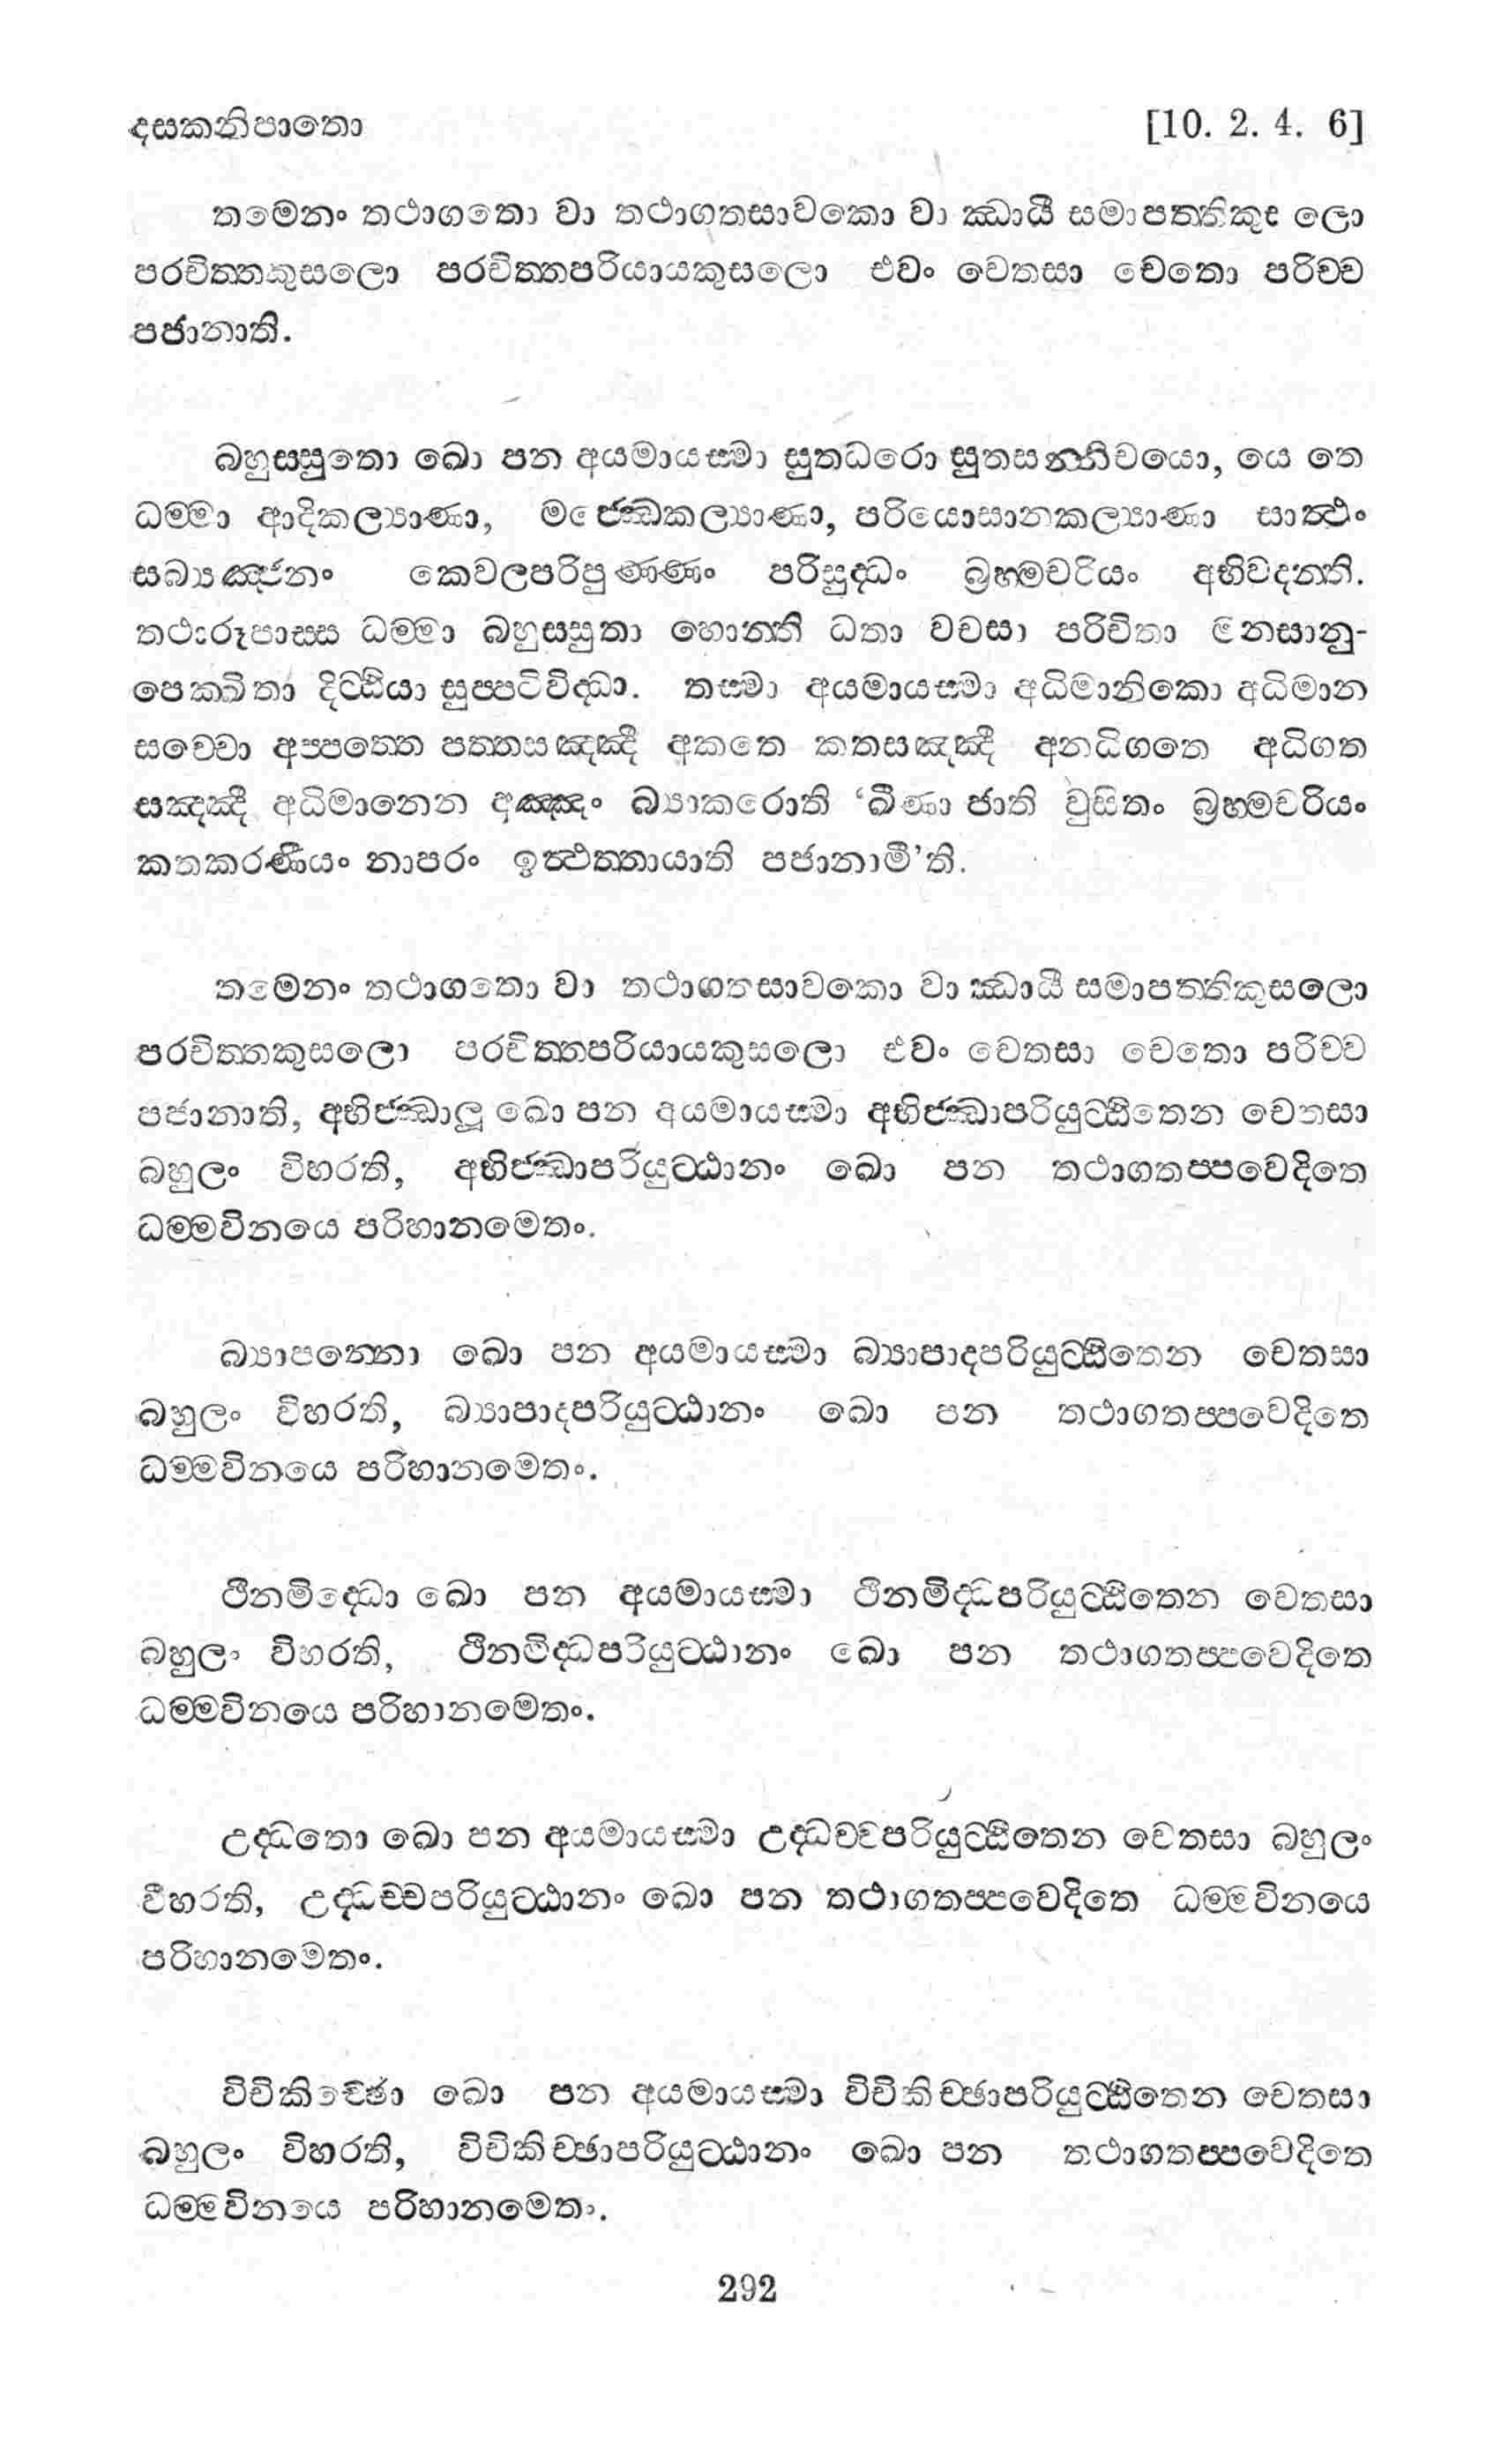 දසකනිපාතො [10. 2. 4. 6]
තමෙනං තථාගතො වා තථාගතසාවකො වා ඣායී සමාපත්තිකුසලො
පරචිත්තකුසලො පරචිත්තපරියායකුසලො එවං චෙතසා චෙතො පරිච්ච
පජානාති.
බහුස්සුතො ඛො පන අයමායස්මා සුතධරො සුතසන්නිචයො, යෙ තෙ
ධම්මා ආදිකල්‍යාණා, මජ්ඣෙකල්‍යාණා, පරියොසානකල්‍යාණා සාත්ථං
සබ්‍යඤ්ජනං කෙවලපරිපුණ්ණං පරිසුද්ධං බ්‍රහ්මචරියං අභිවදන්ති.
තථාරූපාස්ස ධම්මා බහුස්සුතා හොන්ති ධතා වචසා පරිචිතා මනසානු-
පෙක්ඛිතා දිට්ඨියා සුප්පටිවිද්ධා. තස්මා අයමායස්මා අධිමානිකො අධිමාන
සච්චො අප්පත්තෙ පත්තසඤ්ඤී අකතෙ කතසඤ්ඤී අනධිගතෙ අධිගත
සඤ්ඤී අධිමානෙන අඤ්ඤං බ්‍යාකරොති ‘ඛීණා ජාති වුසිතං බ්‍රහ්මචරියං
කතකරණීයං නාපරං ඉත්ථත්තායාති පජානාමී’ති.
තමෙනං තථාගතො වා තථාගතසාවකො වා ඣායී සමාපත්තිකුසලො
පරචිත්තකුසලො පරචිත්තපරියායකුසලො එවං චෙතසා චෙතො පරිච්ච
පජානාති, අභිජ්ඣාලූ ඛො පන අයමායස්මා අභිජ්ඣාපරියුට්ඨිතෙන චෙතසා
බහුලං විහරති, අභිජ්ඣාපරියුට්ඨානං ඛො පන තථාගතප්පවෙදිතෙ
ධම්මවිනයෙ පරිහානමෙතං.
බ්‍යාපන්නො ඛො පන අයමායස්මා බ්‍යාපාදපරියුට්ඨිතෙන චෙතසා
බහුලං විහරති, බ්‍යාපාදපරියුට්ඨානං ඛො පන තථාගතප්පවෙදිතෙ
ධම්මවිනයෙ පරිහානමෙතං.
ථීනමිද්ධො ඛො පන අයමායස්මා ථිනමිද්ධපරියුට්ඨිතෙන චෙතසා
බහුලං විහරති, ථිනමිද්ධපරියුට්ඨානං ඛො පන තථාගතප්පවෙදිතෙ
ධම්මවිනයෙ පරිහානමෙතං.
උද්ධතො ඛො පන අයමායස්මා උද්ධච්චපරියුට්ඨිතෙන චෙතසා බහුලං
විහරති, උද්ධච්චපරියුට්ඨානං ඛො පන තථාගතප්පවෙදිතෙ ධම්මවිනයෙ
පරිහානමෙතං.
විචිකිච්ඡො ඛො පන අයමායස්මා විචිකිච්ඡාපරියුට්ඨිතෙන චෙතසා
බහුලං විහරති, විචිකිච්ඡාපරියුට්ඨානං ඛො පන තථාගතප්පවෙදිතෙ
ධම්මවිනයෙ පරිහානමෙතං.
292